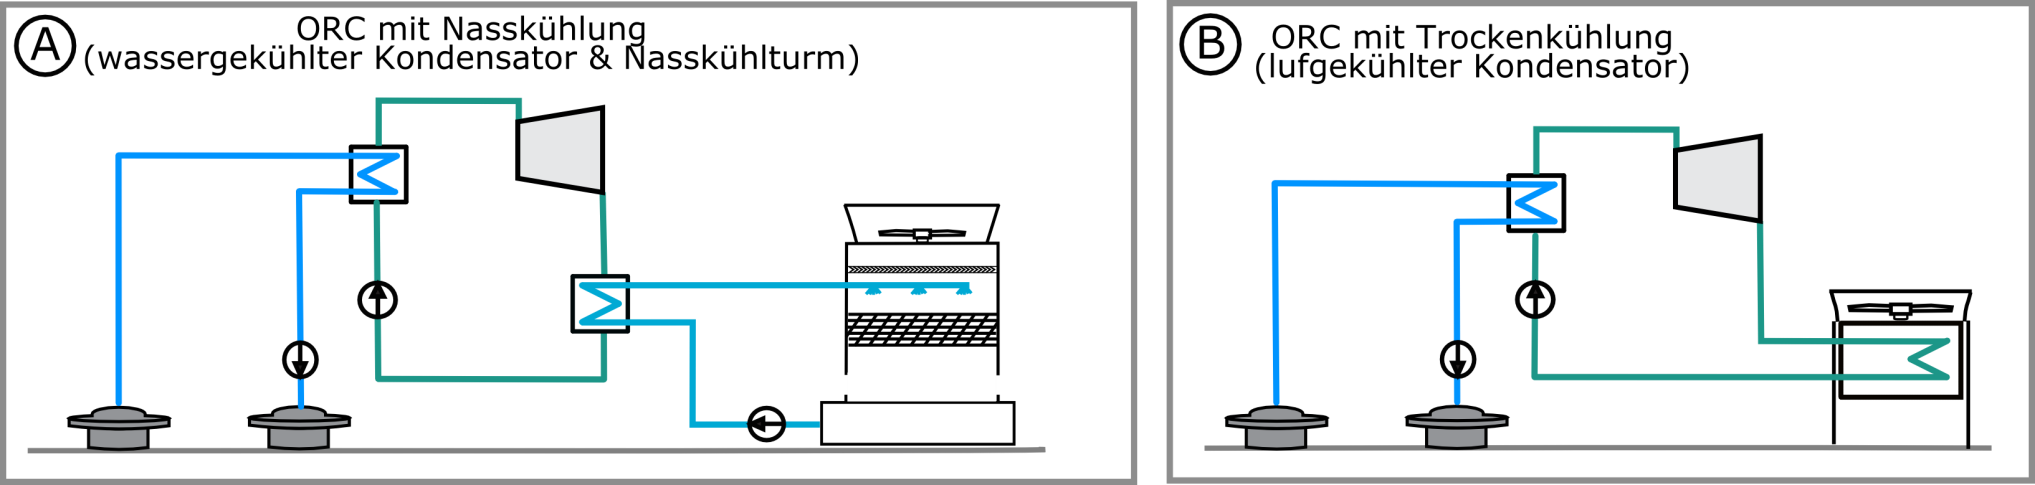 A
ORC mit Nasskühlung
(wassergekühlter Kondensator & Nasskühlturm)
B
ORC mit Trockenkühlung
(lufgekühlter Kondensator)